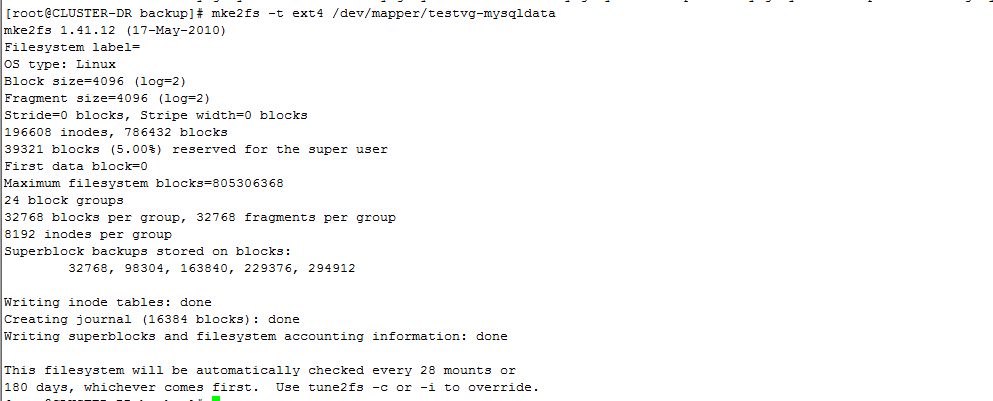 [root@CLUSTER-DR backup]# mke2fs -t ext4 /dev/mapper/testvg-mysqldata
mke2fs 1.41.12 (17-May-2010)
Filesystem label=
OS type: Linux
Block size=4096 (log=2)
Fragment size=4096 (log=2)
Stride=0 blocks, Stripe width=0 blocks
196608 inodes, 786432 blocks
39321 blocks (5.00%) reserved for the super user
First data block=0
Maximum filesystem blocks=805306368
24 block groups
32768 blocks per group, 32768 fragments per group
8192 inodes per group
Superblock backups stored on blocks:
        32768, 98304, 163840, 229376, 294912

Writing inode tables: done
Creating journal (16384 blocks): done
Writing superblocks and filesystem accounting information: done

This filesystem will be automatically checked every 28 mounts or
180 days, whichever comes first.  Use tune2fs -c or -i to override.